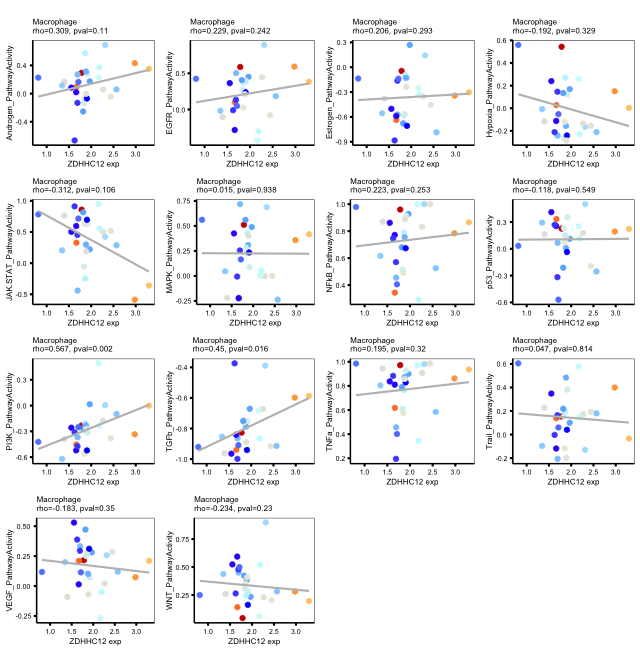 Macrophage
rho=0.309, pval=0.11
Androgen_PathwayActivity
0.4
0.0
-0.4
1.0 1.5 2.0 2.5 3.0
ZDHHC12 exp
Macrophage
rho=0.229, pval=0.242
EGFR_PathwayActivity
0.5
0.0
1.0 1.5 2.0 2.5 3.0
ZDHHC12 exp
Macrophage
rho=0.206, pval=0.293
Estrogen_PathwayActivity
0.3
0.0
-0.3
-0.6
-0.9
1.0 1.5 2.0 2.5 3.0
ZDHHC12 exp
Macrophage
rho=-0.192, pval=0.329
Hypoxia_PathwayActivity
0.6
0.4
0.2
0.0
-0.2
1.0 1.5 2.0 2.5 3.0
ZDHHC12 exp
Macrophage
rho=-0.312, pval=0.106
JAK.STAT_PathwayActivity
1.0
0.5
0.0
-0.5
1.0 1.5 2.0 2.5 3.0
ZDHHC12 exp
Macrophage
rho=0.015, pval=0.938
MAPK_PathwayActivity
0.75
0.50
0.25
0.00
-0.25
1.0 1.5 2.0 2.5 3.0
ZDHHC12 exp
Macrophage
rho=0.223, pval=0.253
NFkB_PathwayActivity
1.0
0.8
0.6
0.4
1.0 1.5 2.0 2.5 3.0
ZDHHC12 exp
Macrophage
rho=-0.118, pval=0.549
p53_PathwayActivity
0.3
0.0
-0.3
-0.6
1.0 1.5 2.0 2.5 3.0
ZDHHC12 exp
Macrophage
rho=0.567, pval=0.002
PI3K_PathwayActivity
0.3
0.0
-0.3
-0.6
1.0 1.5 2.0 2.5 3.0
ZDHHC12 exp
Macrophage
rho=0.45, pval=0.016
TGFb_PathwayActivity
-0.4
-0.6
-0.8
-1.0
1.0 1.5 2.0 2.5 3.0
ZDHHC12 exp
Macrophage
rho=0.195, pval=0.32
TNFa_PathwayActivity
1.0
0.8
0.6
0.4
0.2
1.0 1.5 2.0 2.5 3.0
ZDHHC12 exp
Macrophage
rho=0.047, pval=0.814
Trail_PathwayActivity
0.6
0.4
0.2
0.0
-0.2
1.0 1.5 2.0 2.5 3.0
ZDHHC12 exp
Macrophage
rho=-0.183, pval=0.35
VEGF_PathwayActivity
0.50
0.25
0.00
-0.25
1.0 1.5 2.0 2.5 3.0
ZDHHC12 exp
Macrophage
rho=-0.234, pval=0.23
WNT_PathwayActivity
0.75
0.50
0.25
1.0 1.5 2.0 2.5 3.0
ZDHHC12 exp